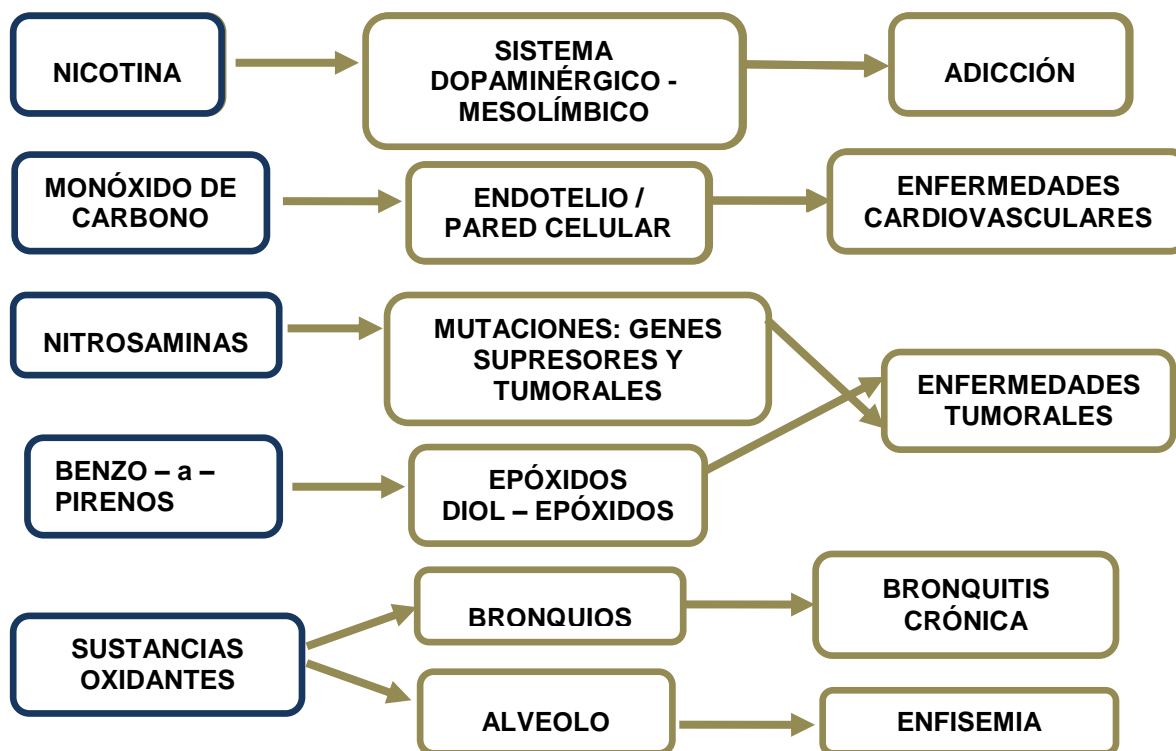 NICOTINA
SISTEMA
DOPAMINÉRGICO -
MESOLÍMBICO
ADICCIÓN
MONÓXIDO DE
CARBONO
ENDOTELIO /
PARED CELULAR
ENFERMEDADES
CARDIOVASCULARES
NITROSAMINAS
MUTACIONES: GENES
SUPRESORES Y
TUMORALES
ENFERMEDADES
TUMORALES
BENZO – a –
PIRENOS
EPÓXIDOS
DIOL – EPÓXIDOS
SUSTANCIAS
OXIDANTES
BRONQUIOS
BRONQUITIS
CRÓNICA
ALVEOLO
ENFISEMIA